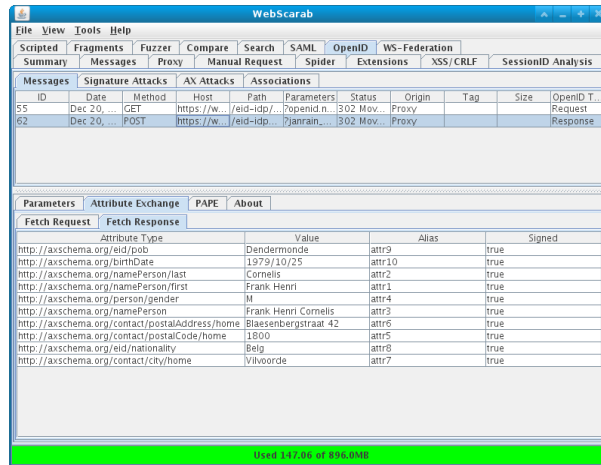 WebScarab
File View Tools Help
Scripted Fragments Fuzzer Compare Search SAML OpenID WS-Federation
Summary Messages Proxy Manual Request Spider Extensions XSS/CRLF SessionID Analysis
Messages Signature Attacks AX Attacks Associations
ID Date Method Host Path Parameters Status Origin Tag Size OpenID T...
55 Dec 20, ... GET https://w... /eid-idp/... ?openid.n... 302 Mov... Proxy Request
62 Dec 20, ... POST https://w... /eid-idp... ?janrain_... 302 Mov... Proxy Response
Parameters Attribute Exchange PAPE About
Fetch Request Fetch Response
Attribute Type Value Alias Signed
http://axschema.org/eid/pob Dendermonde attr9 true
http://axschema.org/birthDate 1979/10/25 attr10 true
http://axschema.org/namePerson/last Cornelis attr2 true
http://axschema.org/namePerson/first Frank Henri attr1 true
http://axschema.org/person/gender M attr4 true
http://axschema.org/namePerson Frank Henri Cornelis attr3 true
http://axschema.org/contact/postalAddress/home Blaesenbergstraat 42 attr6 true
http://axschema.org/contact/postalCode/home 1800 attr5 true
http://axschema.org/eid/nationality Belg attr8 true
http://axschema.org/contact/city/home Vilvoorde attr7 true
Used 147.06 of 896.0MB